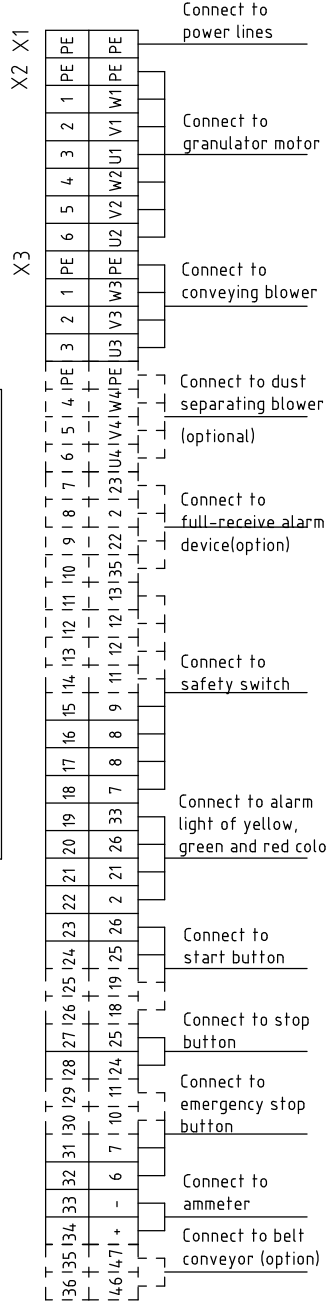 X1 PE PE Connect to
power lines
X2 PE PE
1 W1
2 V1 Connect to
3 U1 granulator motor
4 W2
5 V2
6 U2
X3 PE PE Connect to
1 W3 conveying blower
2 V3
3 U3
PE PE Connect to dust
4 W4 separating blower
5 V4 (optional)
6 U4
7 23
8 2 Connect to
full-receive alarm
9 22 device(option)
10 35
11 13
12 12
13 12 Connect to
14 11 safety switch
15 9
16 8
17 8
18 7 Connect to alarm
19 33 light of yellow,
20 26 green and red colo
21 21
22 2
23 26 Connect to
24 25 start button
25 19
26 18 Connect to stop
27 25 button
28 24 Connect to
29 11 emergency stop
30 10 button
31 7
32 6 Connect to
33 - ammeter
34 + Connect to belt
35 47 conveyor (option)
36 46